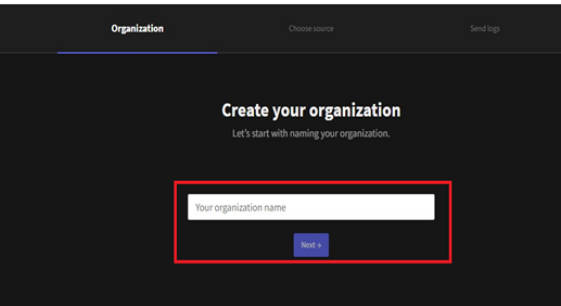 Organization Choose source Send logs
Create your organization
Let's start with naming your organization.
Your organization name
Next →